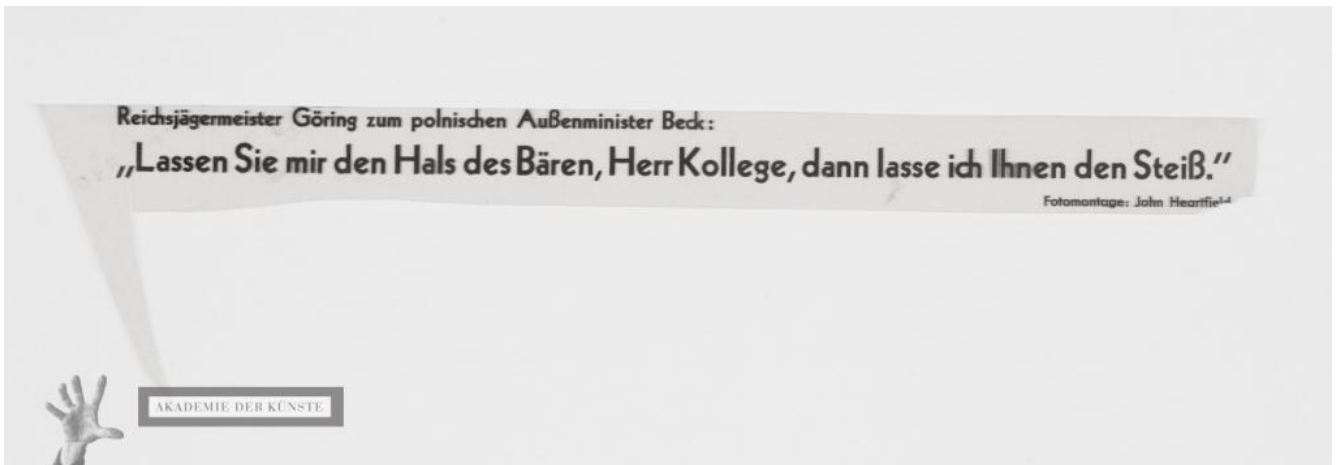 Reichsjägermeister Göring zum polnischen Außenminister Beck:
„Lassen Sie mir den Hals des Bären, Herr Kollege, dann lasse ich Ihnen den Steiß.“
Fotomontage: John Heartfield
AKADEMIE DER KÜNSTE